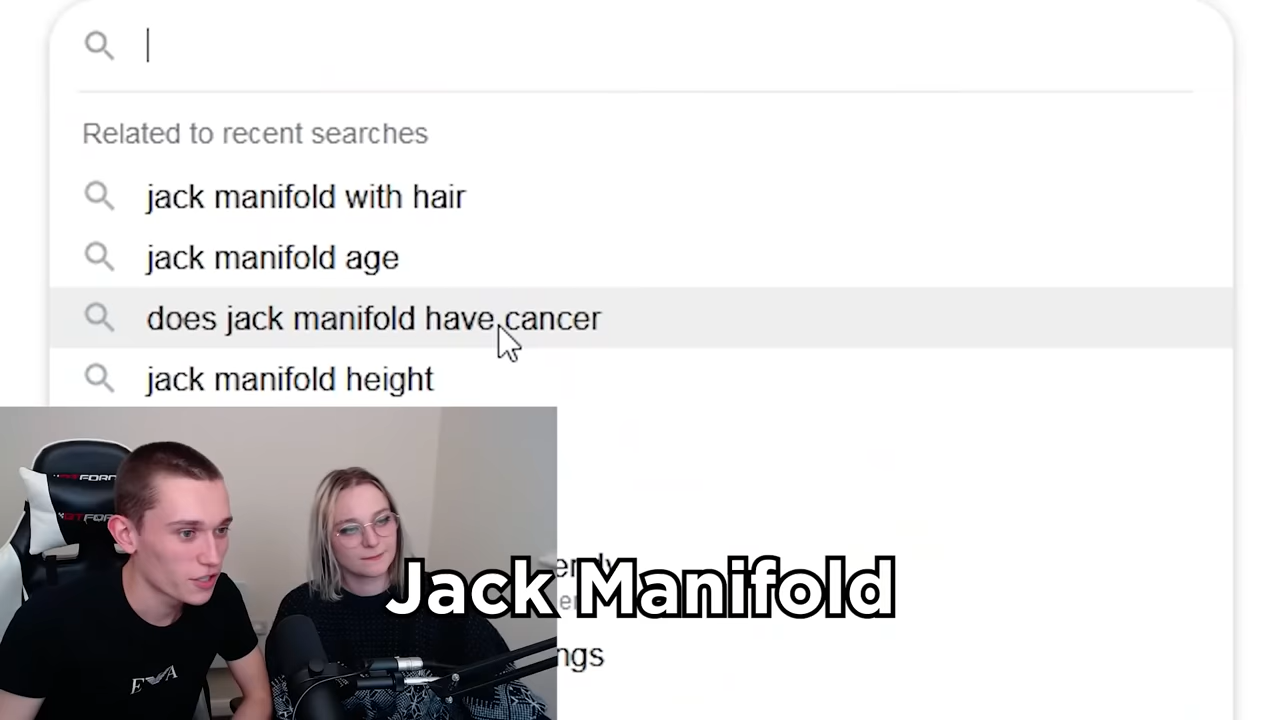 Related to recent searches
jack manifold with hair
jack manifold age
does jack manifold have cancer
jack manifold height
Jack Manifold
ngs